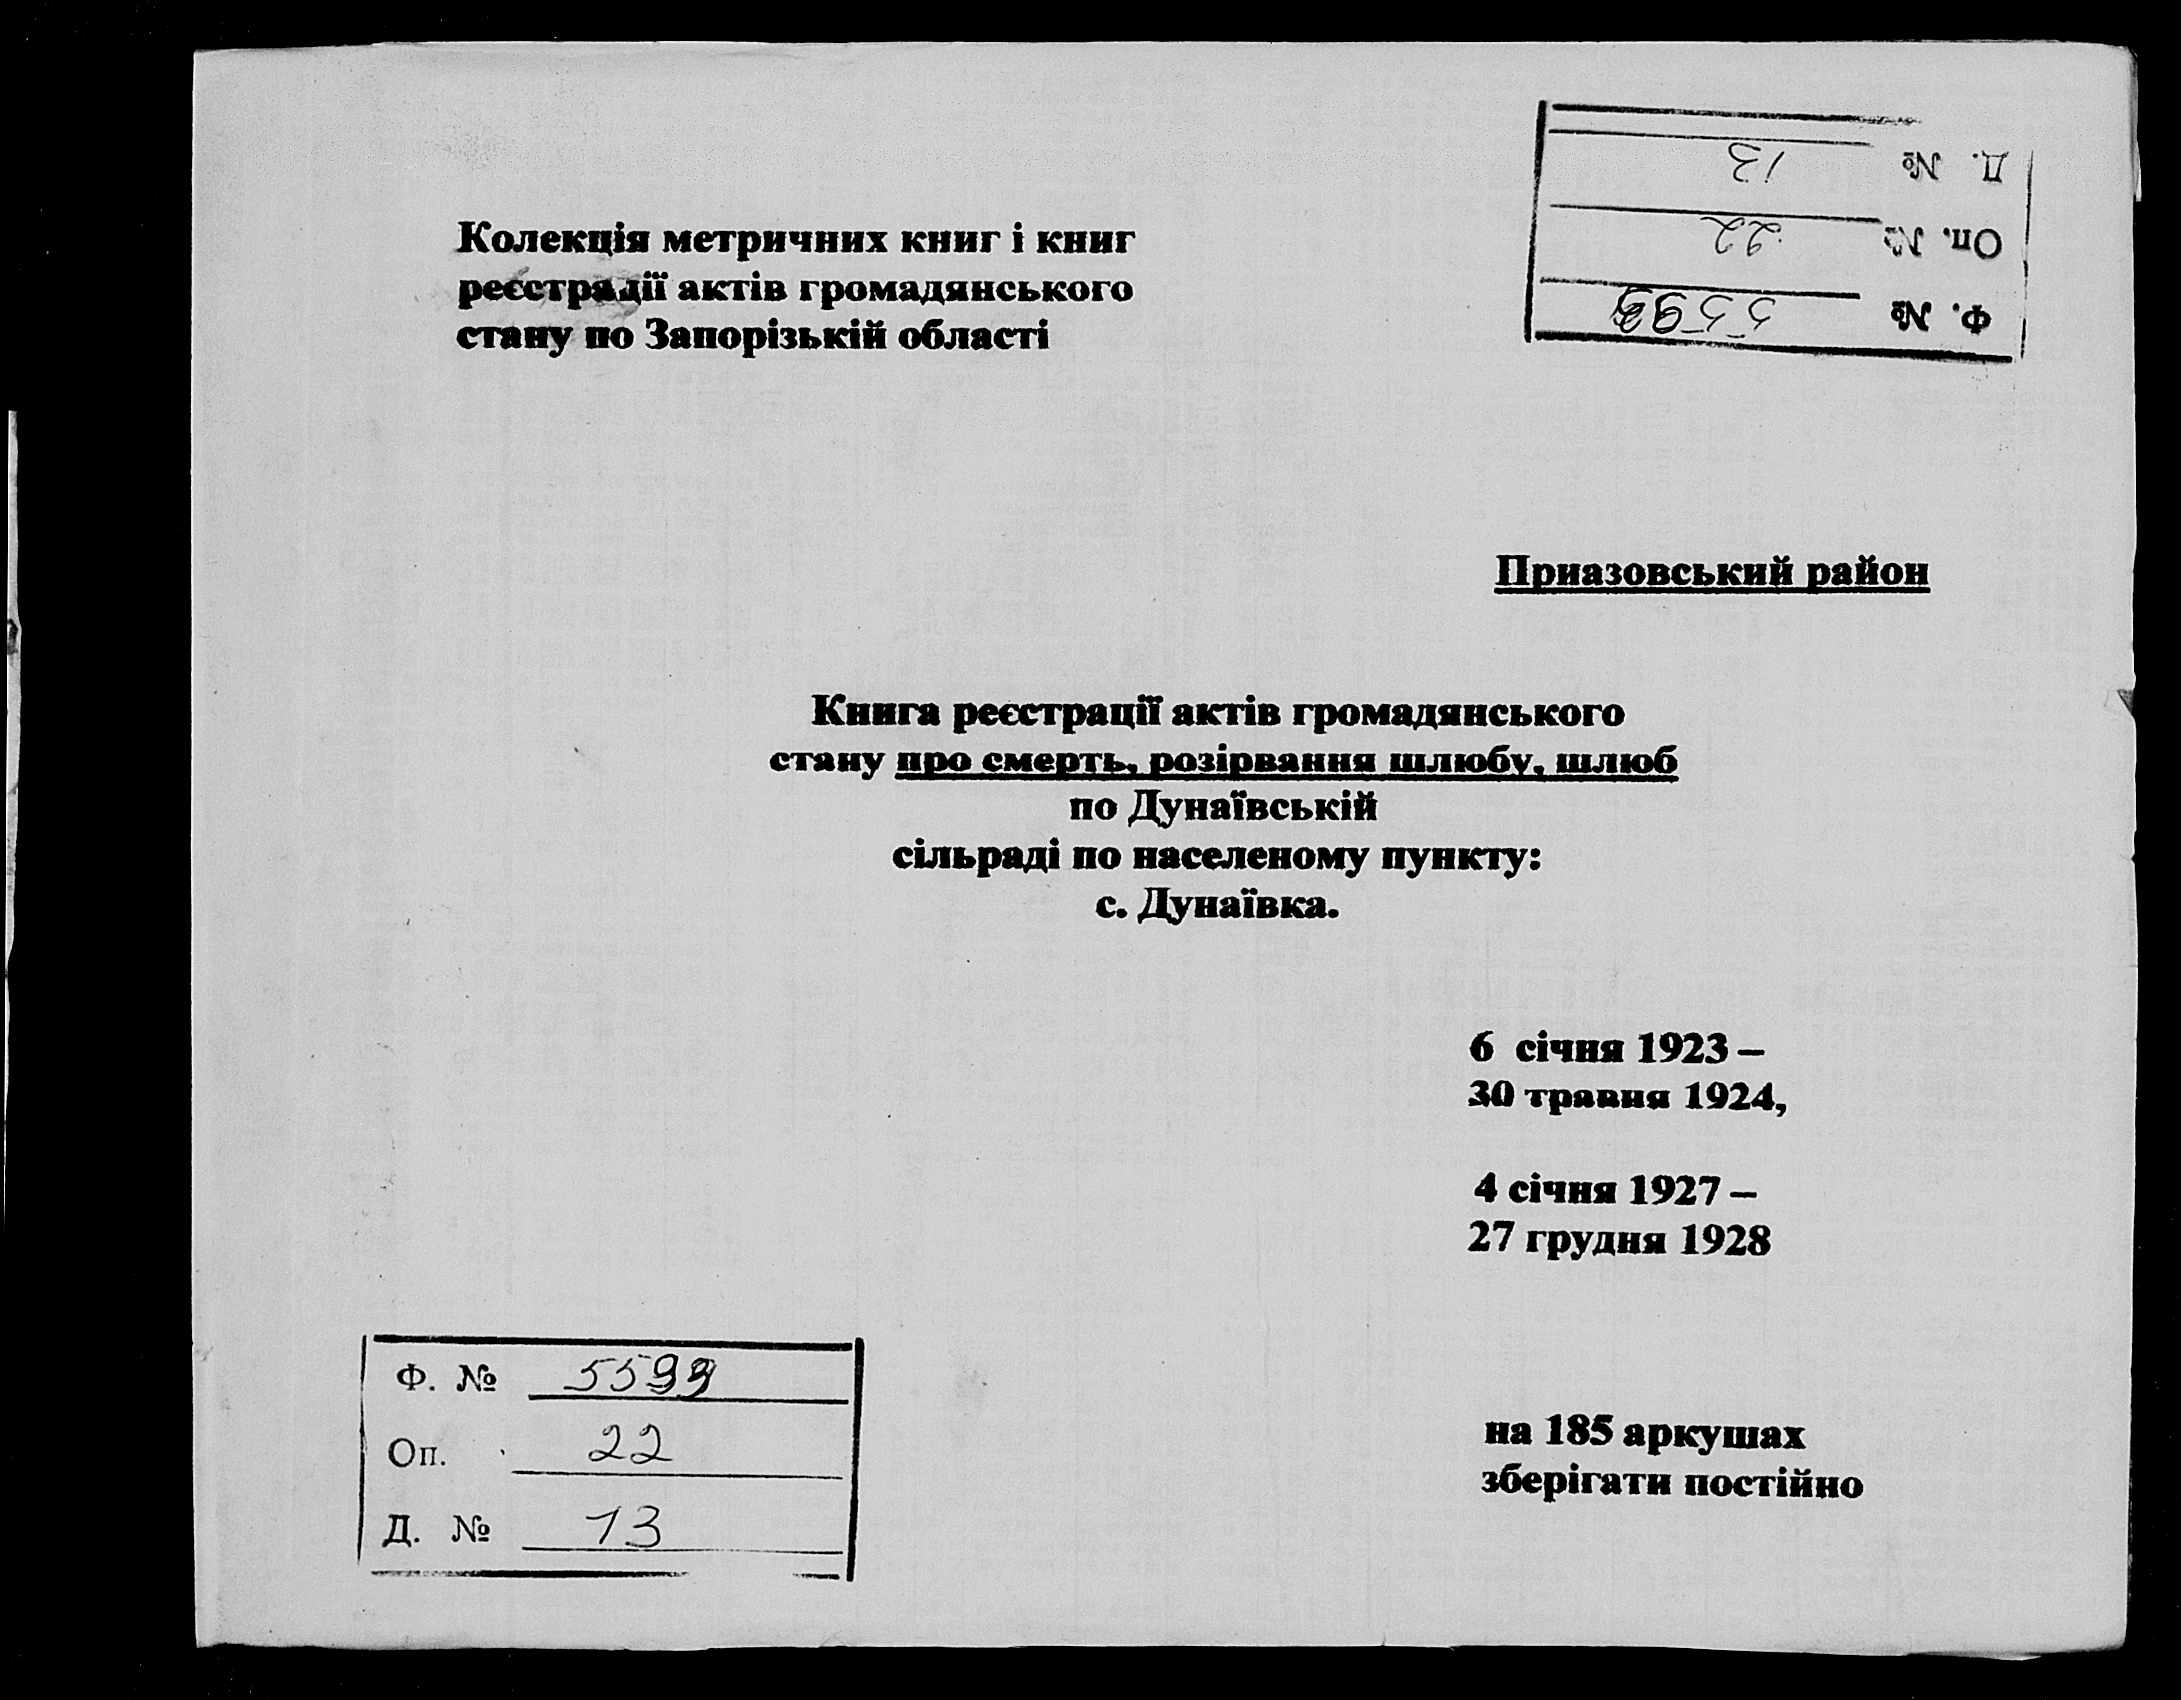 Д. № 13
Оп. № 22
Ф. № 5593
Колекція метричних книг і книг
реєстрації актів громадянського
стану по Запорізькій області
Приазовський район
Книга реєстрації актів громадянського
стану про смерть, розірвання шлюбу, шлюб
по Дунаївській
сільраді по населеному пункту:
с. Дунаївка.
6 січня 1923 –
30 травня 1924,
4 січня 1927 –
27 грудня 1928
на 185 аркушах
зберігати постійно
Ф. № 5593
Оп. 22
Д. № 13